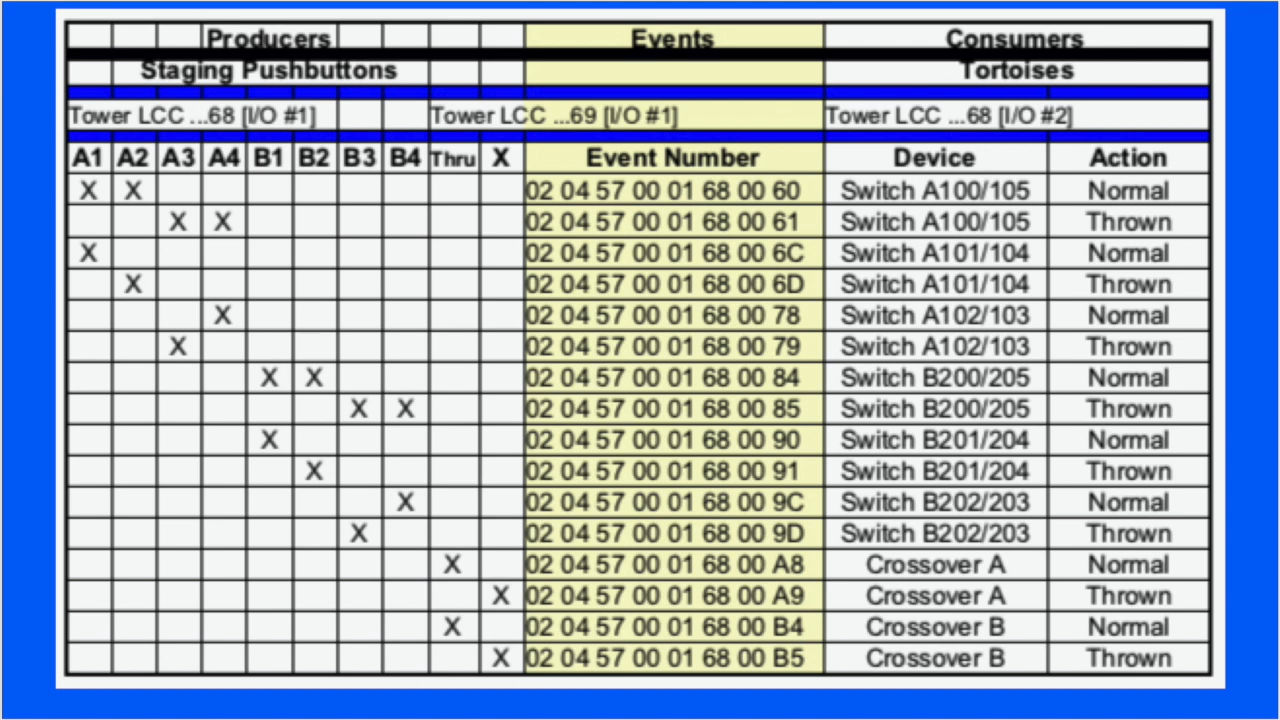 Producers Events Consumers
Staging Pushbuttons Tortoises
Tower LCC ...68 [I/O #1] Tower LCC ...69 [I/O #1] Tower LCC ...68 [I/O #2]
A1 A2 A3 A4 B1 B2 B3 B4 Thru X Event Number Device Action
X X 02 04 57 00 01 68 00 60 Switch A100/105 Normal
X X 02 04 57 00 01 68 00 61 Switch A100/105 Thrown
X 02 04 57 00 01 68 00 6C Switch A101/104 Normal
X 02 04 57 00 01 68 00 6D Switch A101/104 Thrown
X 02 04 57 00 01 68 00 78 Switch A102/103 Normal
X 02 04 57 00 01 68 00 79 Switch A102/103 Thrown
X X 02 04 57 00 01 68 00 84 Switch B200/205 Normal
X X 02 04 57 00 01 68 00 85 Switch B200/205 Thrown
X 02 04 57 00 01 68 00 90 Switch B201/204 Normal
X 02 04 57 00 01 68 00 91 Switch B201/204 Thrown
X 02 04 57 00 01 68 00 9C Switch B202/203 Normal
X 02 04 57 00 01 68 00 9D Switch B202/203 Thrown
X 02 04 57 00 01 68 00 A8 Crossover A Normal
X 02 04 57 00 01 68 00 A9 Crossover A Thrown
X 02 04 57 00 01 68 00 B4 Crossover B Normal
X 02 04 57 00 01 68 00 B5 Crossover B Thrown